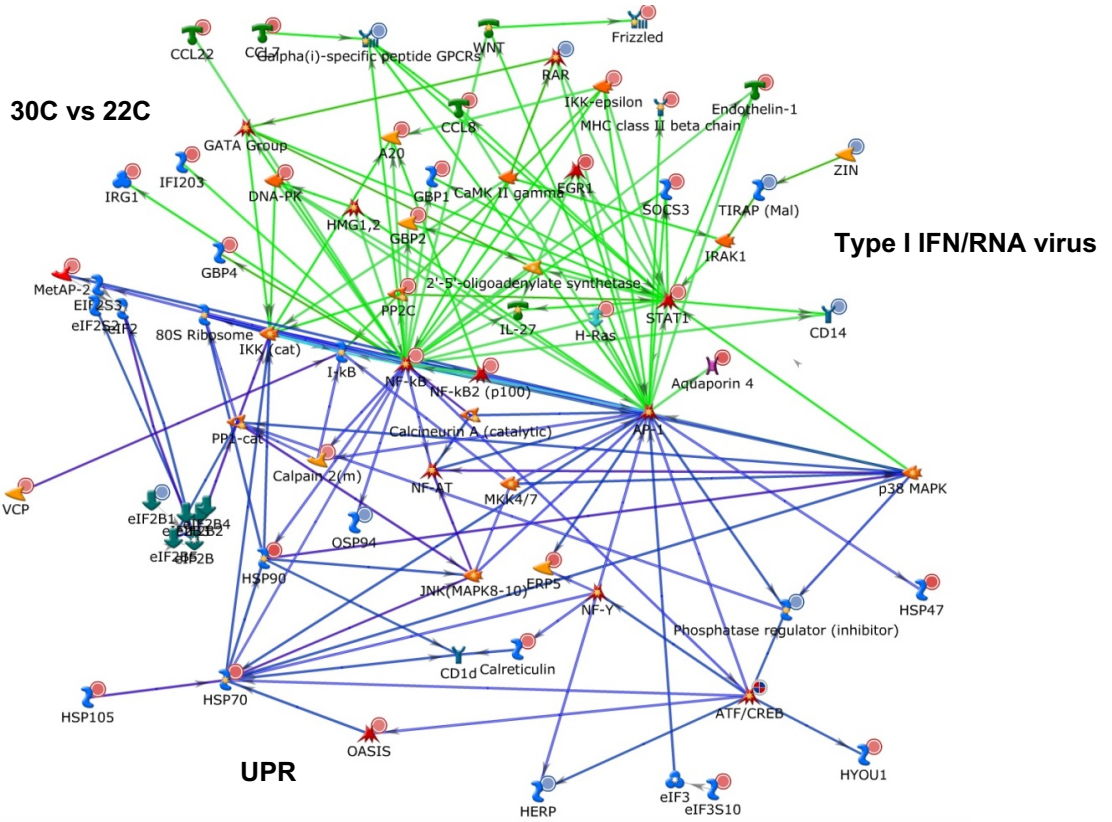 Frizzled
WNT
CCL22
CCL7
Galpha(i)-specific peptide GPCRs
RAR
IKK-epsilon
Endothelin-1
30C vs 22C
CCL8
MHC class II beta chain
GATA Group
A20
ZIN
IFI203
IRG1
DNA-PK
GBP1
CaMK II gamma
EGR1
SOCS3
TIRAP (Mal)
HMG1,2
GBP2
Type I IFN/RNA virus
IRAK1
GBP4
MetAP-2
2'-5'-oligoadenylate synthetase
EIF2S3
PP2C
eIF2S2
eIF2
80S Ribosome
IL-27
H-Ras
STAT1
CD14
IKK (cat)
I-kB
NF-kB
NF-kB2 (p100)
Aquaporin 4
Calcineurin A (catalytic)
AP-1
PP1-cat
Calpain 2(m)
NF-AT
MKK4/7
p38 MAPK
VCP
eIF2B1
eIF2B4
eIF2B2
eIF2B5
eIF2B
OSP94
HSP90
JNK(MAPK8-10)
ERP5
NF-Y
HSP47
Phosphatase regulator (inhibitor)
CD1d
Calreticulin
HSP70
HSP105
ATF/CREB
OASIS
UPR
HYOU1
HERP
eIF3
eIF3S10